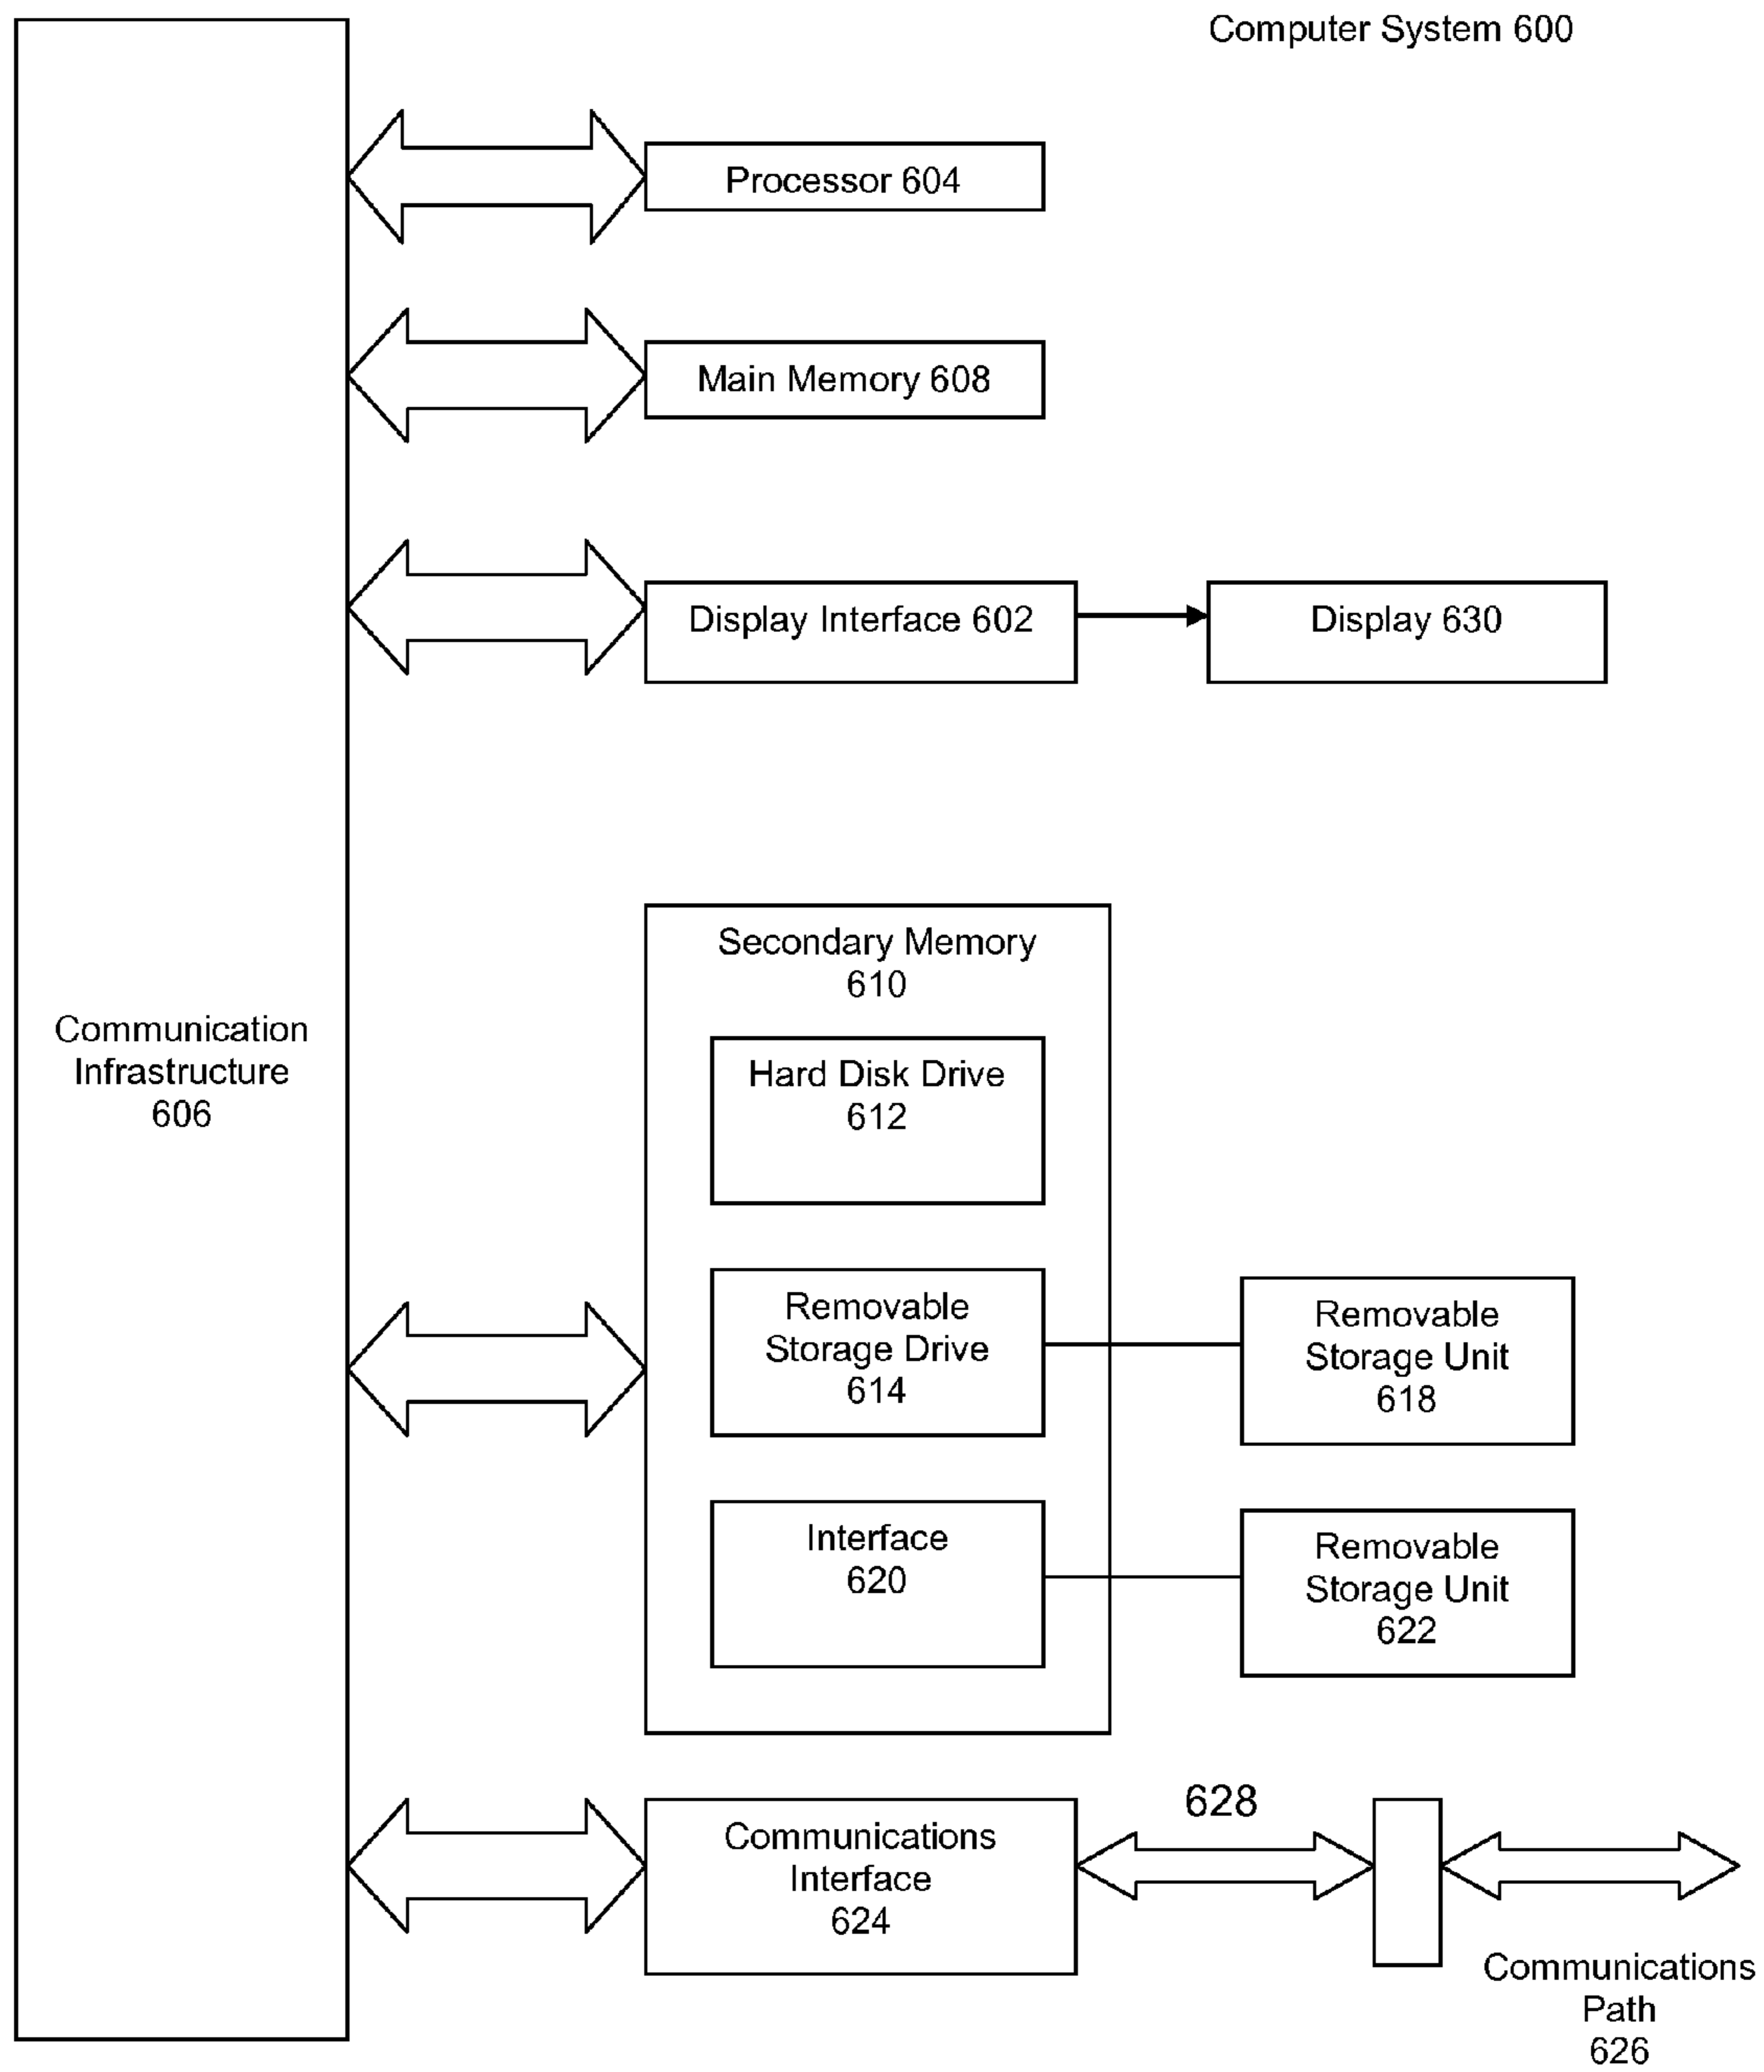 Computer System 600
Processor 604
Main Memory 608
Display Interface 602
Display 630
Communication
Infrastructure
606
Secondary Memory
610
Hard Disk Drive
612
Removable
Storage Drive
614
Removable
Storage Unit
618
Interface
620
Removable
Storage Unit
622
Communications
Interface
624
628
Communications
Path
626